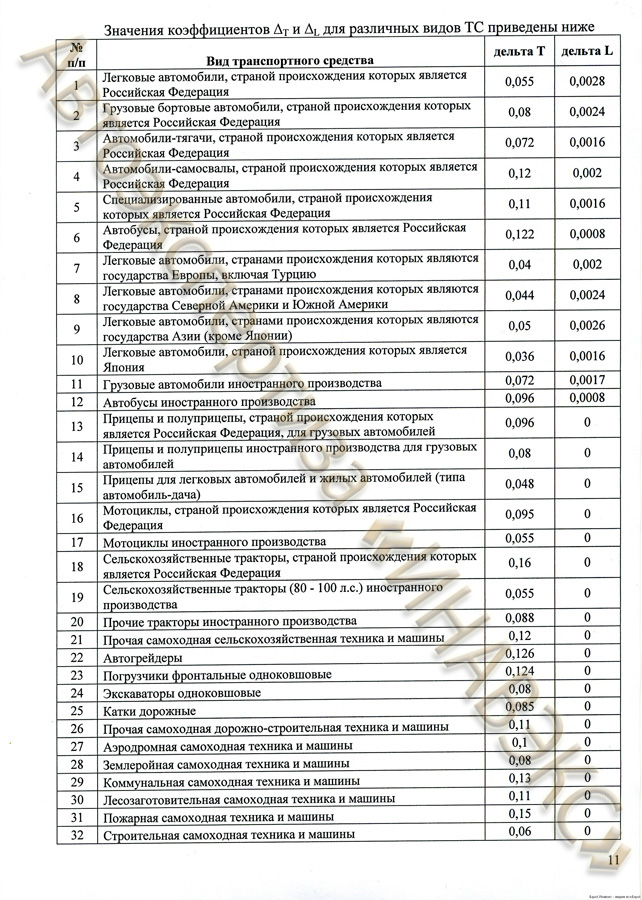 Значения коэффициентов Δт и ΔL для различных видов ТС приведены ниже
№ п/п Вид транспортного средства дельта Т дельта L
1 Легковые автомобили, страной происхождения которых является
Российская Федерация 0,055 0,0028
2 Грузовые бортовые автомобили, страной происхождения которых
является Российская Федерация 0,08 0,0024
3 Автомобили-тягачи, страной происхождения которых является
Российская Федерация 0,072 0,0016
4 Автомобили-самосвалы, страной происхождения которых является
Российская Федерация 0,12 0,002
5 Специализированные автомобили, страной происхождения
которых является Российская Федерация 0,11 0,0016
6 Автобусы, страной происхождения которых является Российская
Федерация 0,122 0,0008
7 Легковые автомобили, странами происхождения которых являются
государства Европы, включая Турцию 0,04 0,002
8 Легковые автомобили, странами происхождения которых являются
государства Северной Америки и Южной Америки 0,044 0,0024
9 Легковые автомобили, странами происхождения которых являются
государства Азии (кроме Японии) 0,05 0,0026
10 Легковые автомобили, страной происхождения которых является
Япония 0,036 0,0016
11 Грузовые автомобили иностранного производства 0,072 0,0017
12 Автобусы иностранного производства 0,096 0,0008
13 Прицепы и полуприцепы, страной происхождения которых
является Российская Федерация, для грузовых автомобилей 0,096 0
14 Прицепы и полуприцепы иностранного производства для грузовых
автомобилей 0,08 0
15 Прицепы для легковых автомобилей и жилых автомобилей (типа
автомобиль-дача) 0,048 0
16 Мотоциклы, страной происхождения которых является Российская
Федерация 0,095 0
17 Мотоциклы иностранного производства 0,055 0
18 Сельскохозяйственные тракторы, страной происхождения которых
является Российская Федерация 0,16 0
19 Сельскохозяйственные тракторы (80 - 100 л.с.) иностранного
производства 0,055 0
20 Прочие тракторы иностранного производства 0,088 0
21 Прочая самоходная сельскохозяйственная техника и машины 0,12 0
22 Автогрейдеры 0,126 0
23 Погрузчики фронтальные одноковшовые 0,124 0
24 Экскаваторы одноковшовые 0,08 0
25 Катки дорожные 0,085 0
26 Прочая самоходная дорожно-строительная техника и машины 0,11 0
27 Аэродромная самоходная техника и машины 0,1 0
28 Землеройная самоходная техника и машины 0,08 0
29 Коммунальная самоходная техника и машины 0,13 0
30 Лесозаготовительная самоходная техника и машины 0,11 0
31 Пожарная самоходная техника и машины 0,15 0
32 Строительная самоходная техника и машины 0,06 0
11
Автоэкспертиза «ИНАВЭКС»